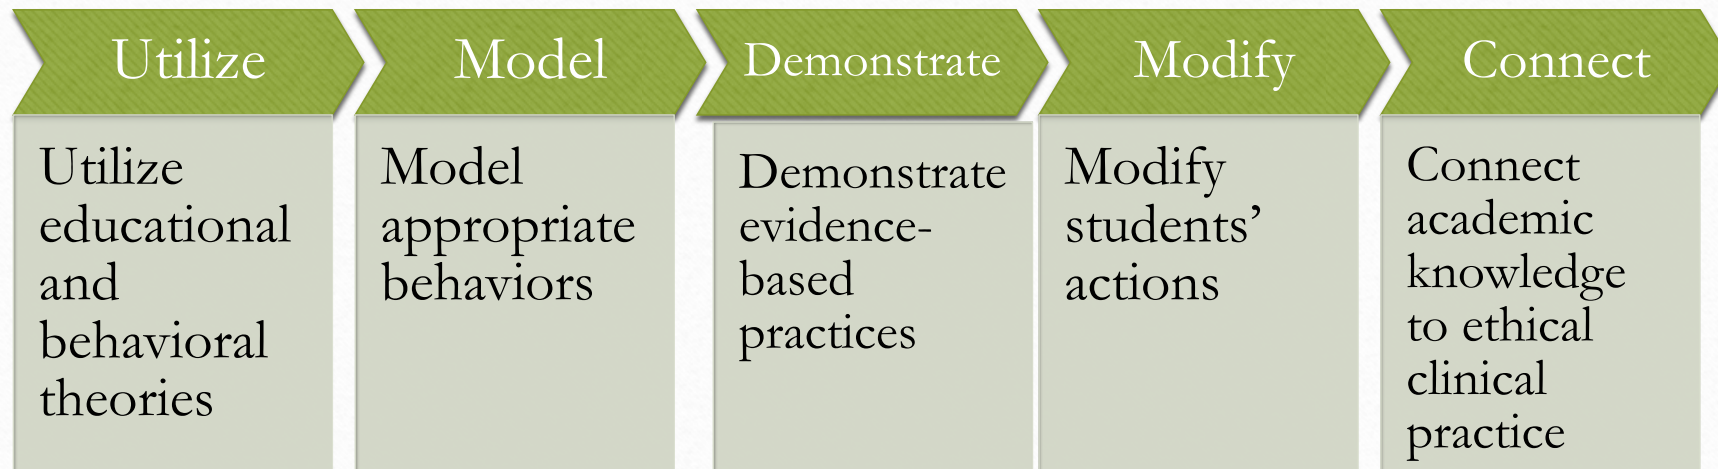 Utilize
Utilize
educational
and
behavioral
theories
Model
Model
appropriate
behaviors
Demonstrate
Demonstrate
evidence-
based
practices
Modify
Modify
students’
actions
Connect
Connect
academic
knowledge
to ethical
clinical
practice